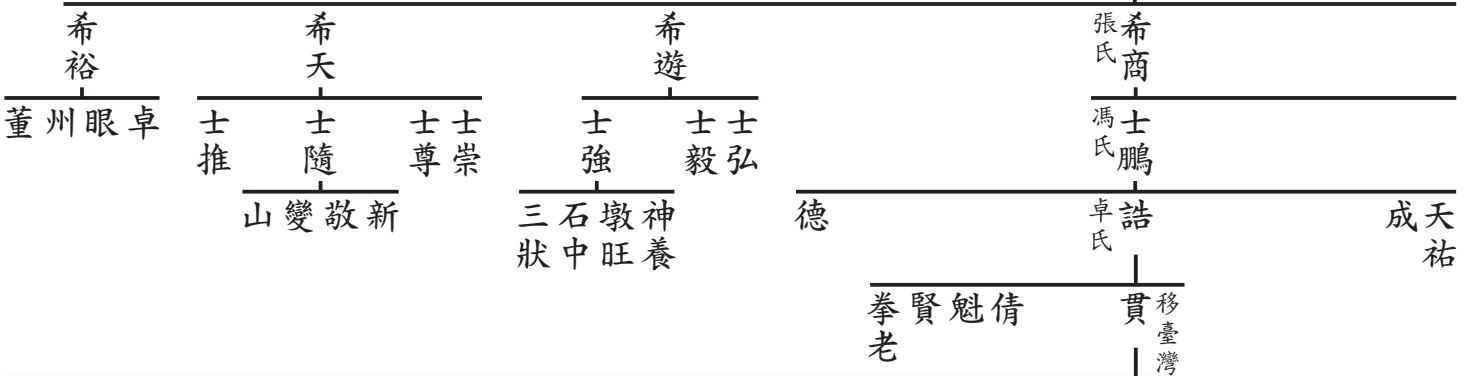 希商
張氏
希遊
希天
希裕
士鵬
馮氏
士弘
士毅
士強
士崇
士尊
士隨
士推
卓
眼
州
董
天祐
成
誥
卓氏
德
神養
墩旺
石中
三狀
新
敬
變
山
移臺灣
貫
倩
魁
賢
拳老